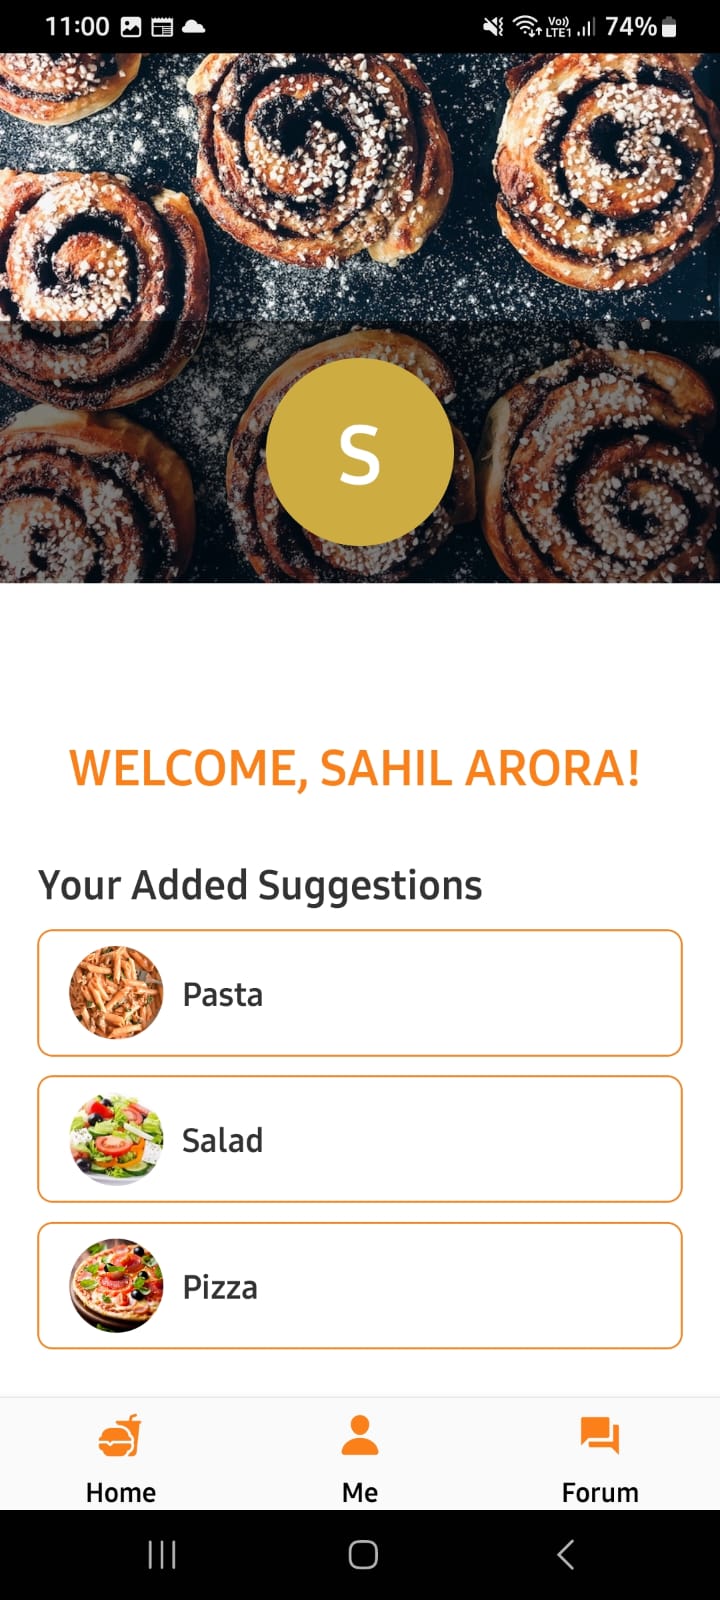 11:00 Vo)) LTE1 74%
S
WELCOME, SAHIL ARORA!
Your Added Suggestions
Pasta
Salad
Pizza
Home Me Forum